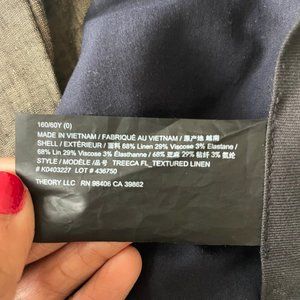 160/60Y (0)
MADE IN VIETNAM / FABRIQUÉ AU VIETNAM / 原产地 越南
SHELL / EXTÉRIEUR / 面料 68% Linen 29% Viscose 3% Elastane /
68% Lin 29% Viscose 3% Élasthanne / 68% 亚麻 29% 粘纤 3% 氨纶
STYLE / MODÈLE /品号 TREECA FL_TEXTURED LINEN
# K0403227 LOT # 436750
THEORY LLC RN 98406 CA 39862